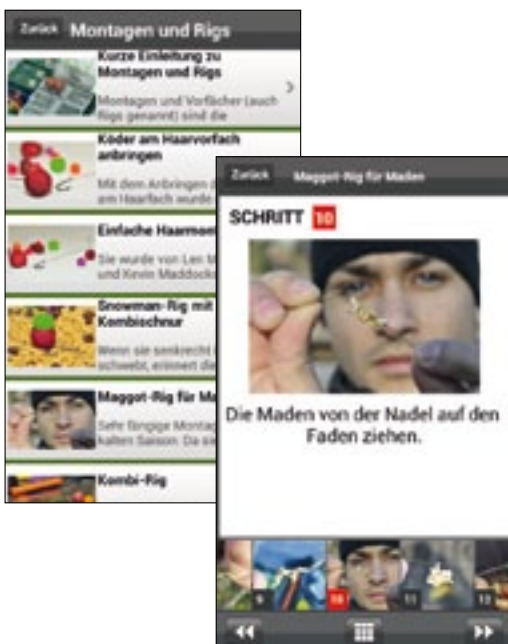 Zurück Montagen und Rigs
Kurze Einleitung zu
Montagen und Rigs
Montagen und Vorfächer (auch
Rigs genannt) sind die
Köder am Haarvorfach
anbringen
Mit dem Anbringen
am Haarfach wurde
Einfache Haarmon
Sie wurde von Len M
und Kevin Maddocks
Snowman-Rig mit
Kombischnur
Wenn sie senkrecht
schwebt, erinnert die
Maggot-Rig für Ma
Sehr fängige Montag
kalten Saison. Da si
Kombi-Rig
Zurück Maggot-Rig für Maden
SCHRITT 10
Die Maden von der Nadel auf den
Faden ziehen.
9 10 11 12